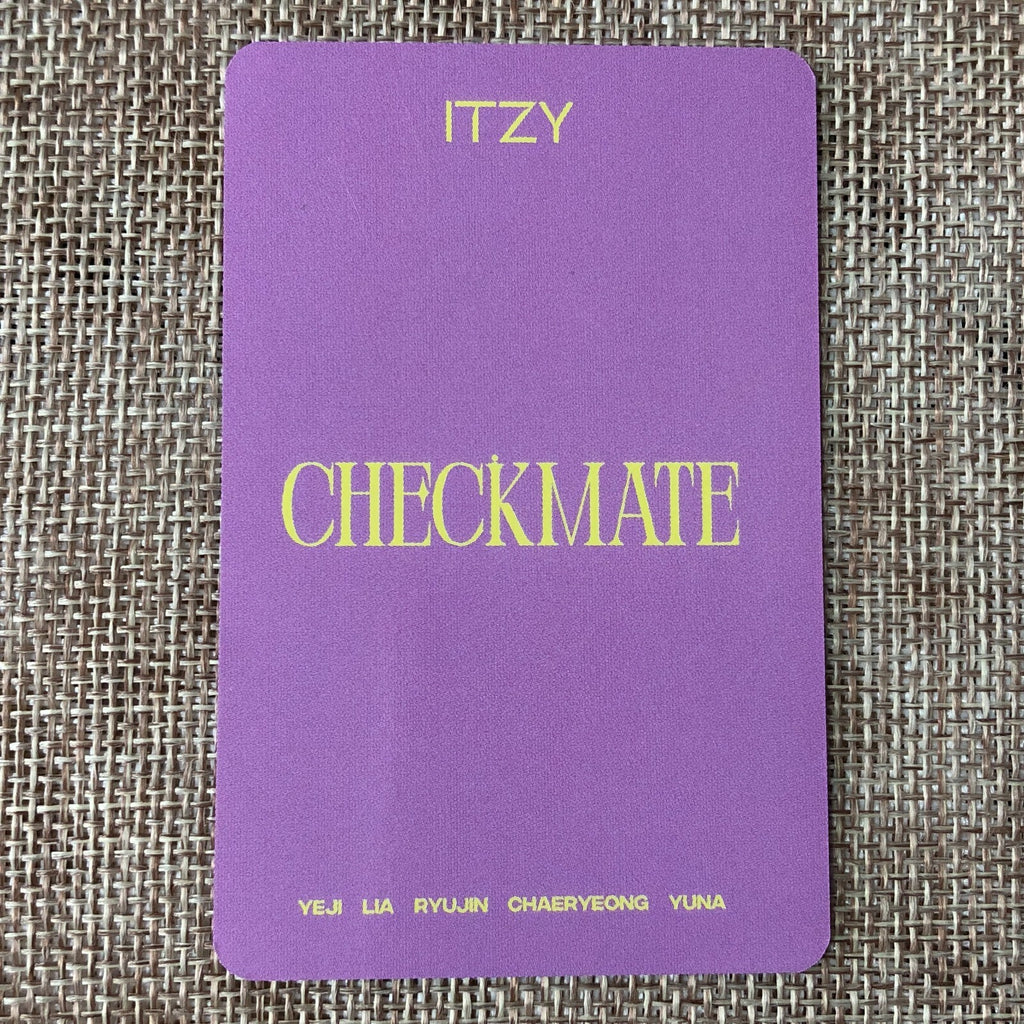 ITZY
CHECKMATE
YEJI LIA RYUJIN CHAERYEONG YUNA